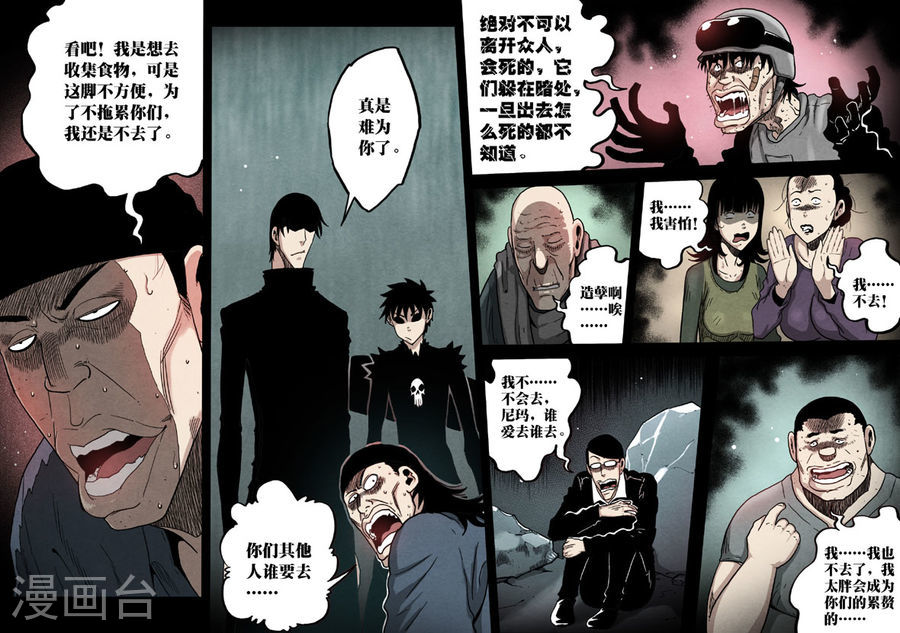 看吧！我是想去
收集食物，可是
这脚不方便，为
了不拖累你们，
我还是不去了。
真是
难为
你了。
你们其他
人谁要去
……
绝对不可以
离开众人，
会死的，它
们躲在暗处，
一旦出去怎
么死的都不
知道。
造孽啊
……唉
……
我……
我害怕！
我……
不去！
我不……
不会去，
尼玛，谁
爱去谁去。
我……我也
不去了，我
太胖会成为
你们的累赘
的……
漫画台